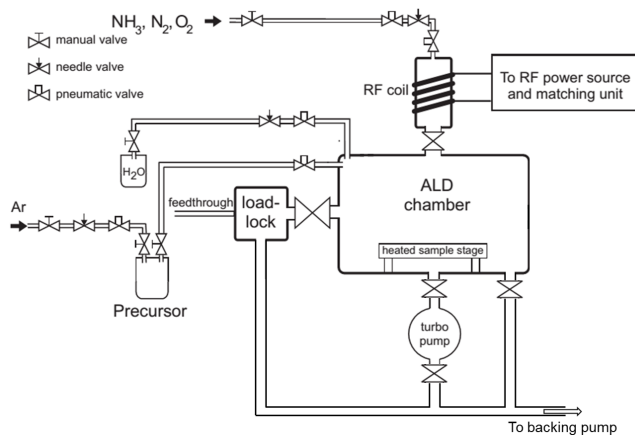 NH3, N2, O2
manual valve
needle valve
pneumatic valve
RF coil
To RF power source
and matching unit
H2O
feedthrough
load-
lock
ALD
chamber
Ar
heated sample stage
Precursor
turbo
pump
To backing pump